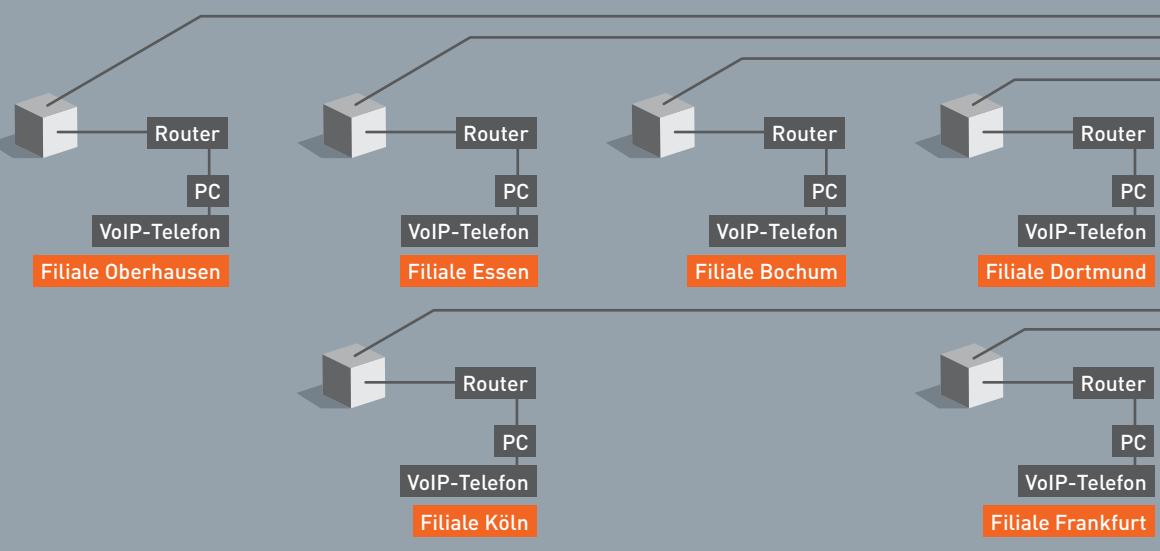 Router
PC
VoIP-Telefon
Filiale Oberhausen
Router
PC
VoIP-Telefon
Filiale Essen
Router
PC
VoIP-Telefon
Filiale Bochum
Router
PC
VoIP-Telefon
Filiale Dortmund
Router
PC
VoIP-Telefon
Filiale Köln
Router
PC
VoIP-Telefon
Filiale Frankfurt